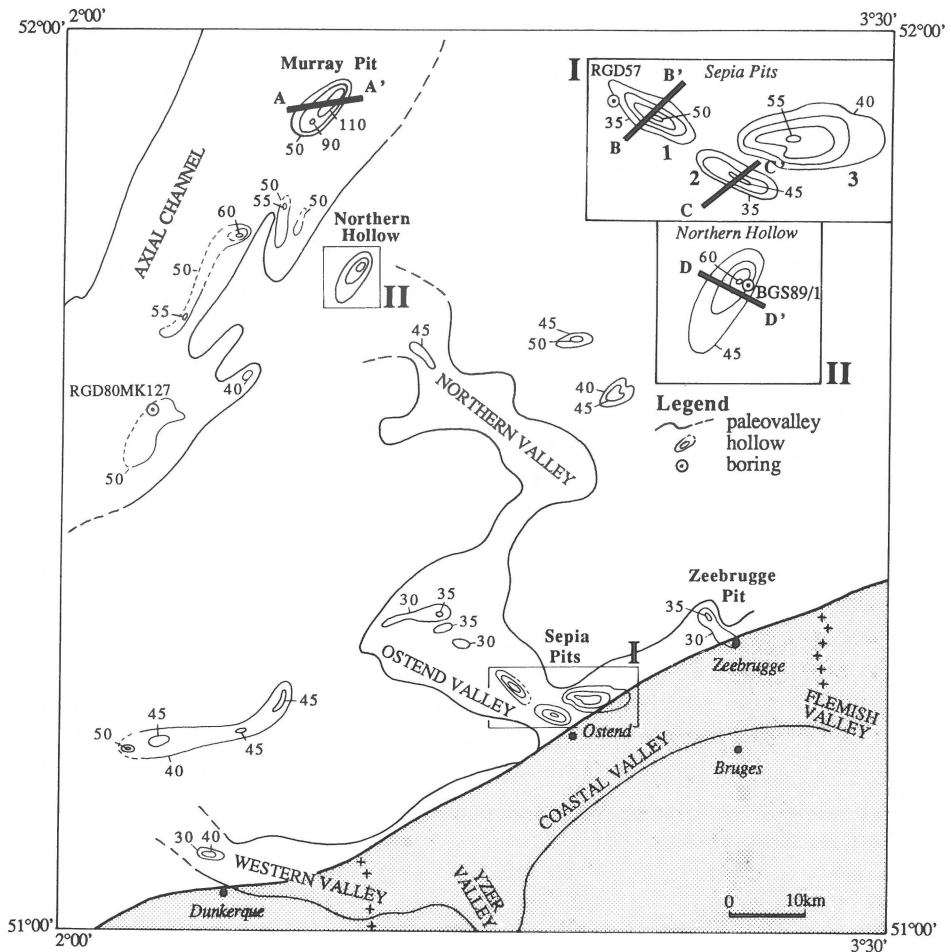 2°00'
3°30'
52°00'
52°00'
Murray Pit
A
A'
110
90
50
I
RGD57
B'
Sepia Pits
35
50
B
1
2
C'
C
45
35
55
40
3
AXIAL CHANNEL
50
55
50
60
50
55
Northern
Hollow
II
Northern Hollow
60
D
BGS89/1
D'
45
II
45
45
50
40
45
RGD80MK127
40
50
NORTHERN VALLEY
Legend
paleovalley
hollow
boring
Zeebrugge
Pit
35
30
Zeebrugge
30
35
35
30
Sepia
Pits
I
OSTEND VALLEY
Ostend
FLEMISH
VALLEY
COASTAL VALLEY
Bruges
45
45
50
45
40
30
40
WESTERN VALLEY
YZER
VALLEY
Dunkerque
0
10km
51°00'
51°00'
2°00'
3°30'